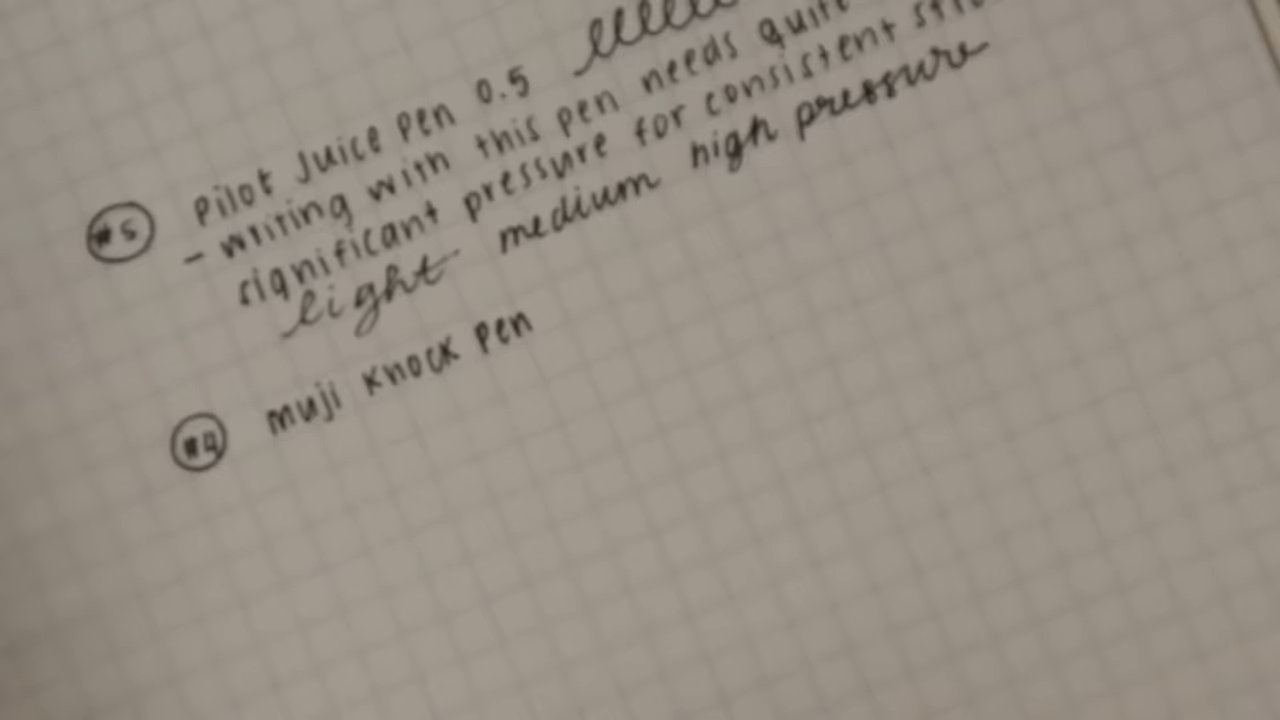 #5 Pilot Juice Pen 0.5
- writing with this pen needs quite
significant pressure for consistent
light medium high pressure
#4 muji knock pen